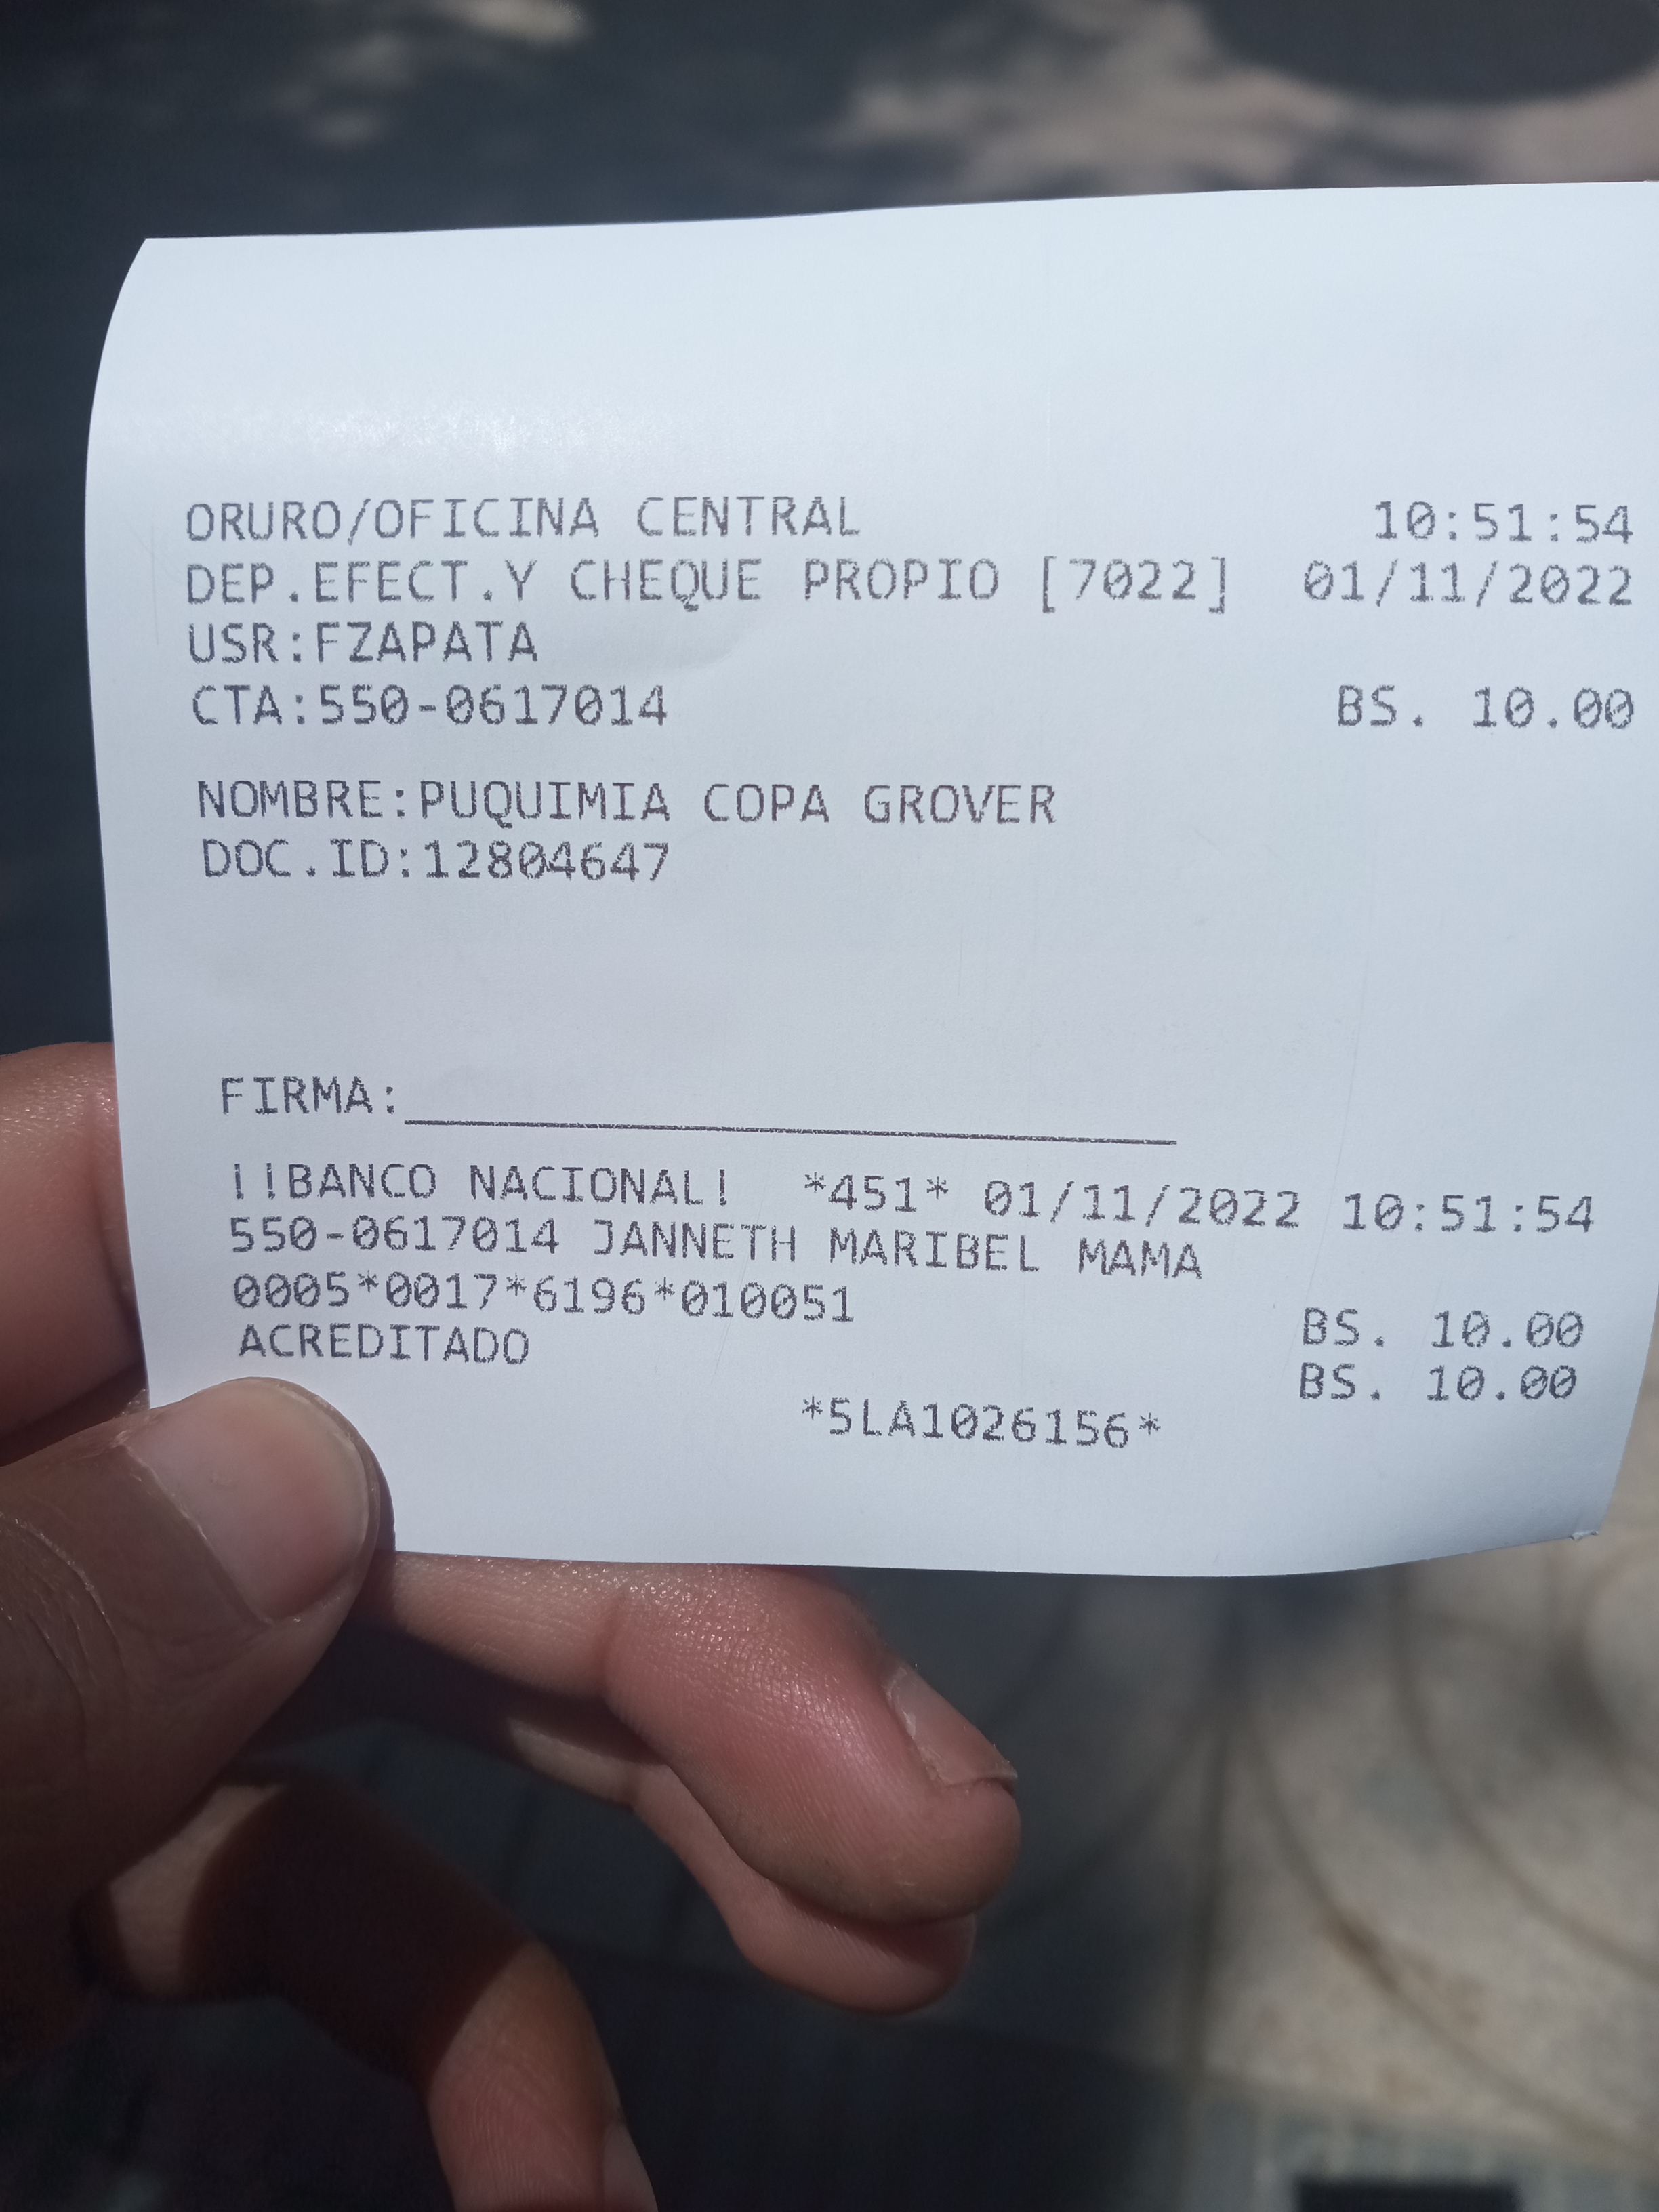 ORURO/OFICINA CENTRAL 10:51:54
DEP.EFECT.Y CHEQUE PROPIO [7022] 01/11/2022
USR:FZAPATA
CTA:550-0617014 BS. 10.00
NOMBRE:PUQUIMIA COPA GROVER
DOC.ID:12804647
FIRMA:
!!BANCO NACIONAL! *451* 01/11/2022 10:51:54
550-0617014 JANNETH MARIBEL MAMA
0005*0017*6196*010051 BS. 10.00
ACREDITADO BS. 10.00
*5LA1026156*